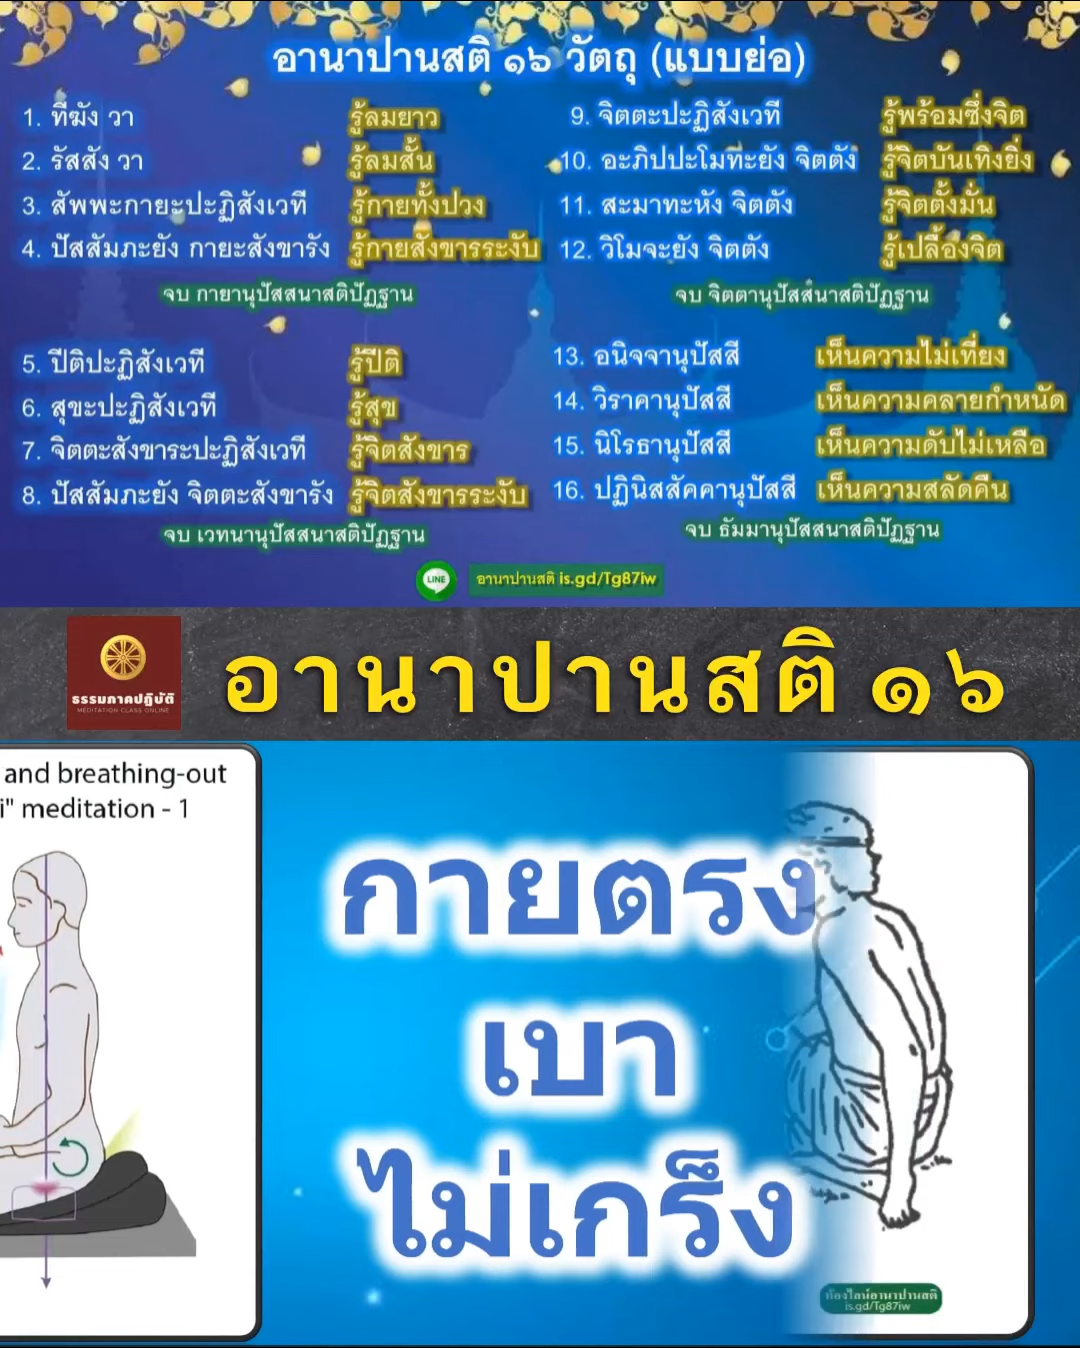 อานาปานสติ ๑๖ วัตถุ (แบบย่อ)
1. ทีฆัง วา รู้ลมยาว
2. รัสสัง วา รู้ลมสั้น
3. สัพพะกายะปะฏิสังเวที รู้กายทั้งปวง
4. ปัสสัมภะยัง กายะสังขารัง รู้กายสังขารระงับ
จบ กายานุปัสสนาสติปัฏฐาน
5. ปีติปะฏิสังเวที รู้ปีติ
6. สุขะปะฏิสังเวที รู้สุข
7. จิตตะสังขาระปะฏิสังเวที รู้จิตสังขาร
8. ปัสสัมภะยัง จิตตะสังขารัง รู้จิตสังขารระงับ
จบ เวทนานุปัสสนาสติปัฏฐาน
9. จิตตะปะฏิสังเวที รู้พร้อมซึ่งจิต
10. อะภิปปะโมทะยัง จิตตัง รู้จิตบันเทิงยิ่ง
11. สะมาทะหัง จิตตัง รู้จิตตั้งมั่น
12. วิโมจะยัง จิตตัง รู้เปลื้องจิต
จบ จิตตานุปัสสนาสติปัฏฐาน
13. อนิจจานุปัสสี เห็นความไม่เที่ยง
14. วิราคานุปัสสี เห็นความคลายกำหนัด
15. นิโรธานุปัสสี เห็นความดับไม่เหลือ
16. ปฏินิสสัคคานุปัสสี เห็นความสลัดคืน
จบ ธัมมานุปัสสนาสติปัฏฐาน
LINE อานาปานสติ is.gd/Tg87iw
ธรรมภาคปฏิบัติ
MEDITATION CLASS ONLINE
อานาปานสติ ๑๖
and breathing-out
i" meditation - 1
กายตรง
เบา
ไม่เกร็ง
ห้องไลน์อานาปานสติ
is.gd/Tg87iw